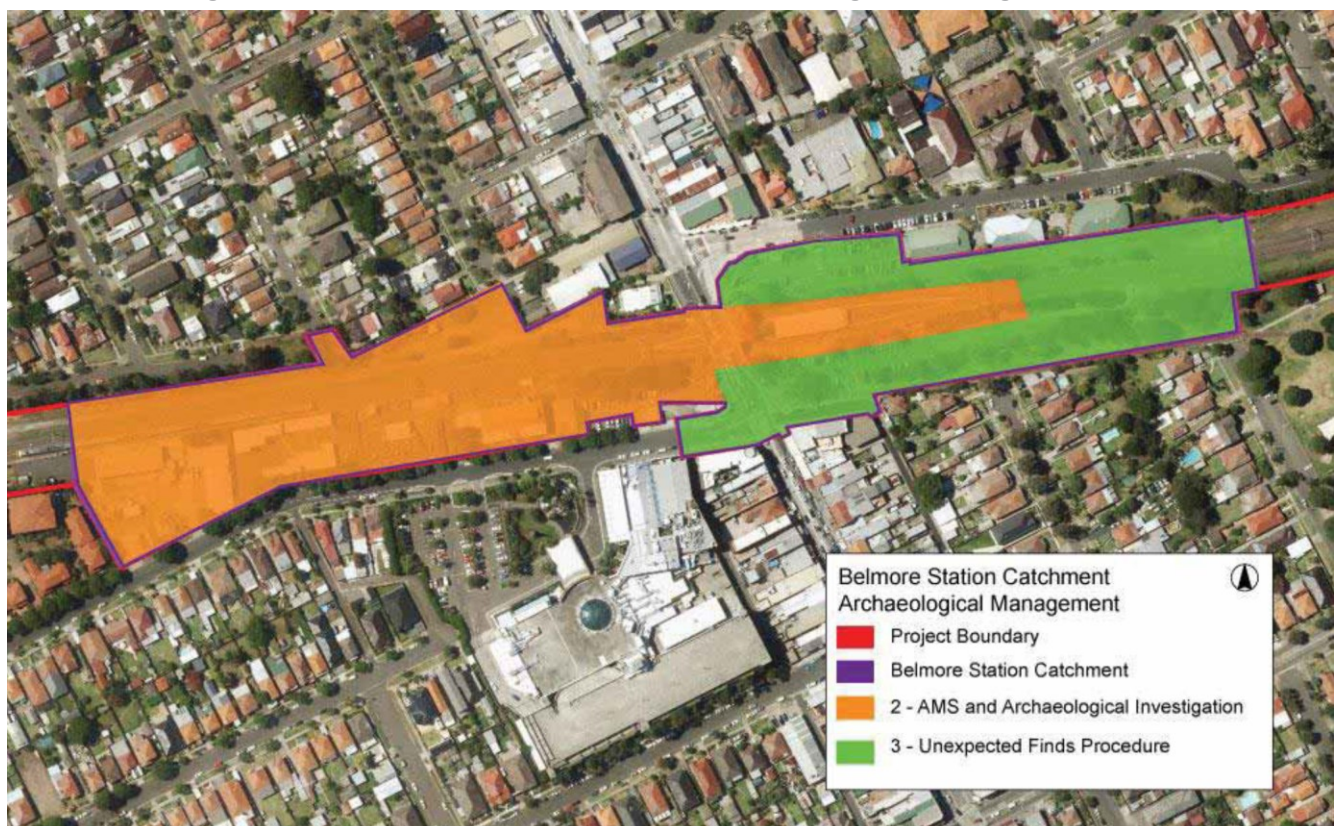 Belmore Station Catchment
Archaeological Management
Project Boundary
Belmore Station Catchment
2 - AMS and Archaeological Investigation
3 - Unexpected Finds Procedure